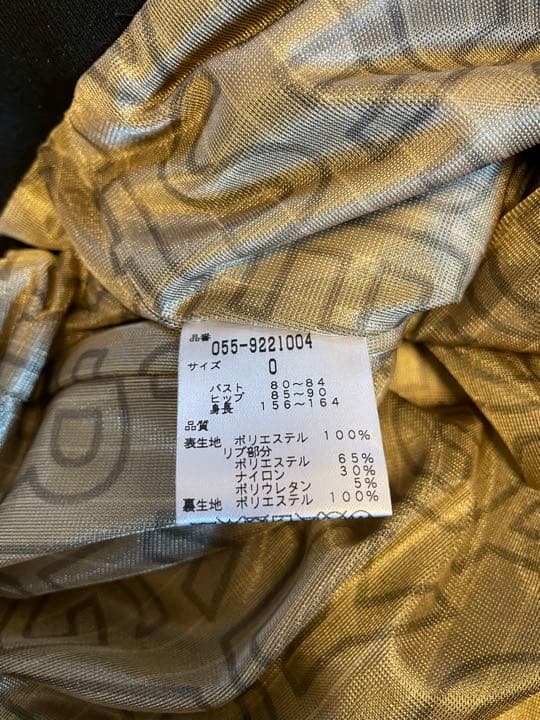 品番 055-9221004
サイズ 0
バスト 80~84
ヒップ 85~90
身長 156~164
品質
表生地 ポリエステル 100%
リブ部分
ポリエステル 65%
ナイロン 30%
ポリウレタン 5%
裏生地 ポリエステル 100%